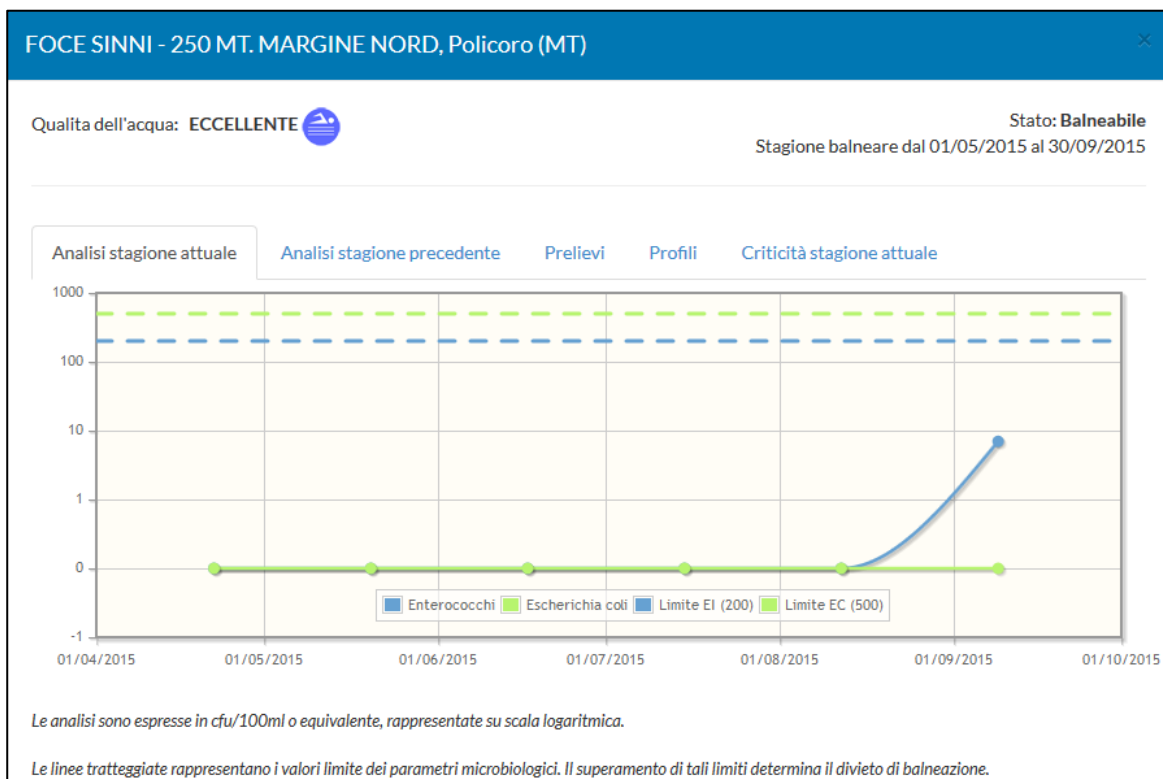 FOCE SINNI - 250 MT. MARGINE NORD, Policoro (MT)
×
Qualita dell'acqua: ECCELLENTE
Stato: Balneabile
Stagione balneare dal 01/05/2015 al 30/09/2015
Analisi stagione attuale Analisi stagione precedente Prelievi Profili Criticità stagione attuale
1000
100
10
1
0
-1
Enterococchi Escherichia coli Limite EI (200) Limite EC (500)
01/04/2015 01/05/2015 01/06/2015 01/07/2015 01/08/2015 01/09/2015 01/10/2015
Le analisi sono espresse in cfu/100ml o equivalente, rappresentate su scala logaritmica.
Le linee tratteggiate rappresentano i valori limite dei parametri microbiologici. Il superamento di tali limiti determina il divieto di balneazione.